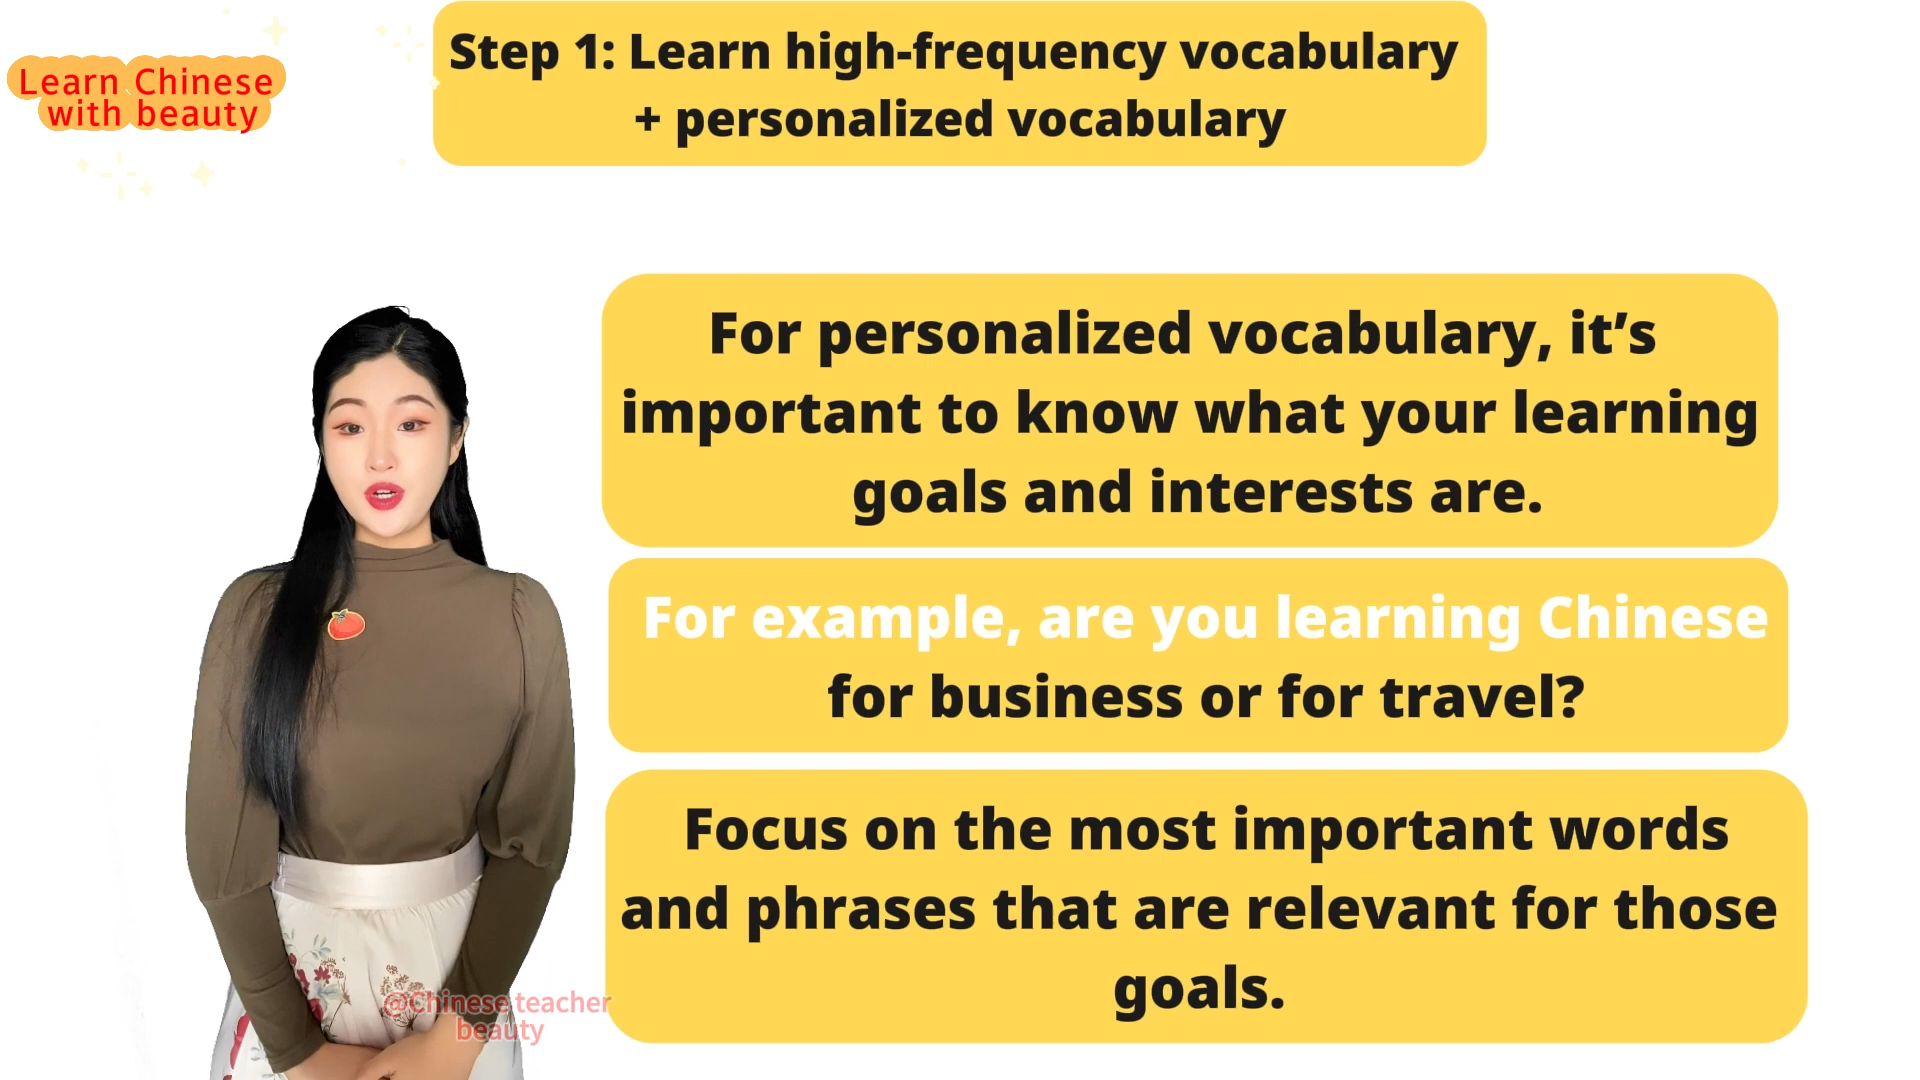 Learn Chinese
with beauty
Step 1: Learn high-frequency vocabulary
+ personalized vocabulary
For personalized vocabulary, it’s
important to know what your learning
goals and interests are.
For example, are you learning Chinese
for business or for travel?
Focus on the most important words
and phrases that are relevant for those
goals.
@Chinese teacher
beauty